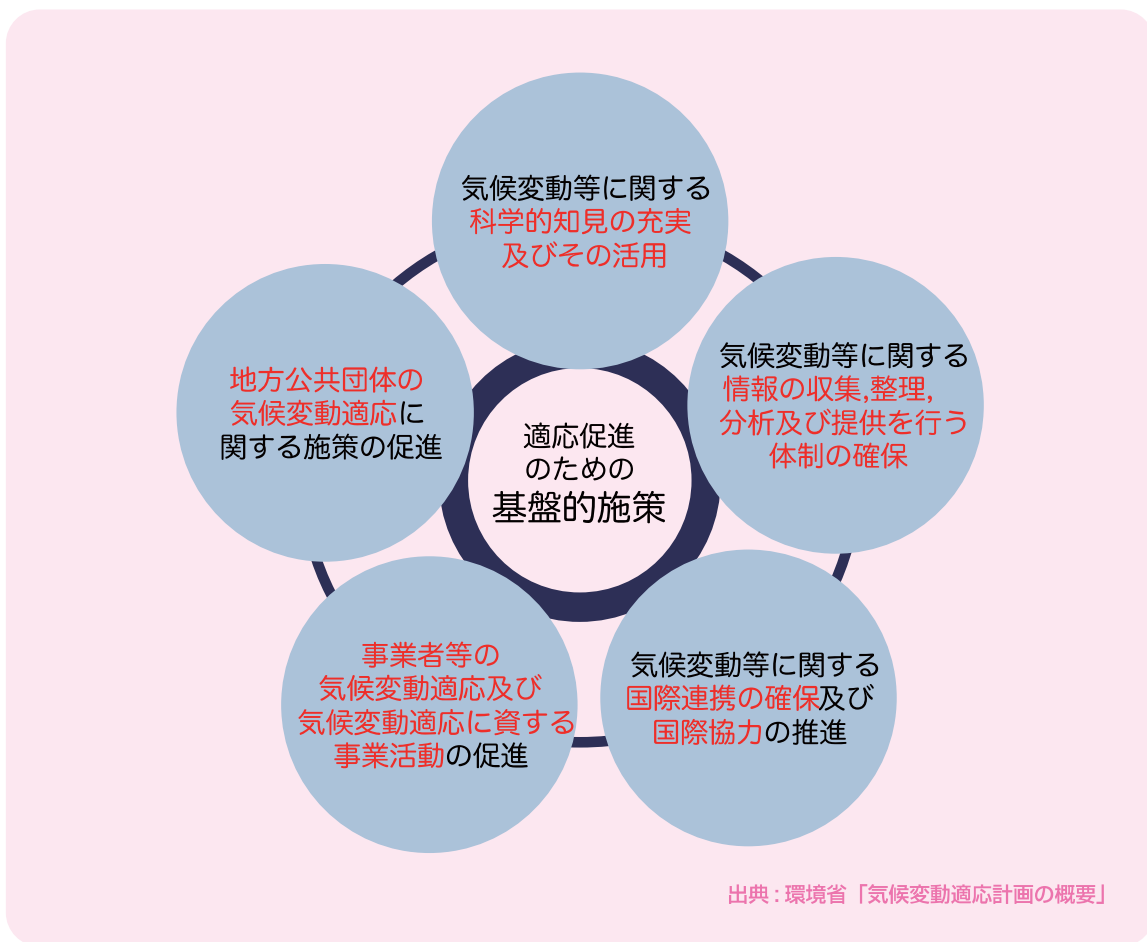 気候変動等に関する
科学的知見の充実
及びその活用
気候変動等に関する
情報の収集,整理,
分析及び提供を行う
体制の確保
地方公共団体の
気候変動適応に
関する施策の促進
適応促進
のための
基盤的施策
事業者等の
気候変動適応及び
気候変動適応に資する
事業活動の促進
気候変動等に関する
国際連携の確保及び
国際協力の推進
出典 : 環境省「気候変動適応計画の概要」